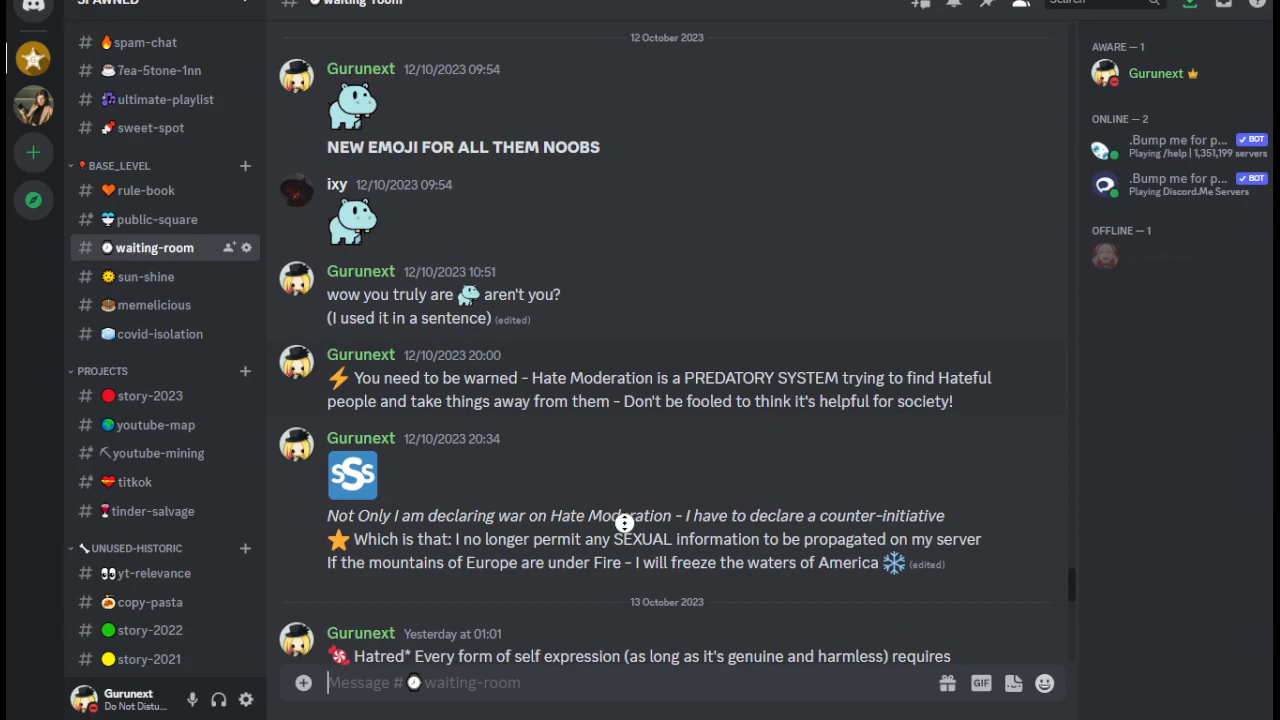 SPAWNED
spam-chat
7ea-5tone-1nn
ultimate-playlist
sweet-spot
BASE_LEVEL
rule-book
public-square
waiting-room
sun-shine
memelicious
covid-isolation
PROJECTS
story-2023
youtube-map
youtube-mining
titkok
tinder-salvage
UNUSED-HISTORIC
yt-relevance
copy-pasta
story-2022
story-2021
Gurunext
Do Not Distu...
waiting-room
Search
12 October 2023
Gurunext 12/10/2023 09:54
NEW EMOJI FOR ALL THEM NOOBS
ixy 12/10/2023 09:54
Gurunext 12/10/2023 10:51
wow you truly are aren't you?
(I used it in a sentence) (edited)
Gurunext 12/10/2023 20:00
You need to be warned - Hate Moderation is a PREDATORY SYSTEM trying to find Hateful
people and take things away from them - Don't be fooled to think it's helpful for society!
Gurunext 12/10/2023 20:34
SSS
Not Only I am declaring war on Hate Moderation - I have to declare a counter-initiative
Which is that: I no longer permit any SEXUAL information to be propagated on my server
If the mountains of Europe are under Fire - I will freeze the waters of America (edited)
13 October 2023
Gurunext Yesterday at 01:01
Hatred* Every form of self expression (as long as it's genuine and harmless) requires
Message # waiting-room
GIF
AWARE — 1
Gurunext
ONLINE — 2
.Bump me for p... BOT
Playing /help | 1,351,199 servers
.Bump me for p... BOT
Playing Discord.Me Servers
OFFLINE — 1